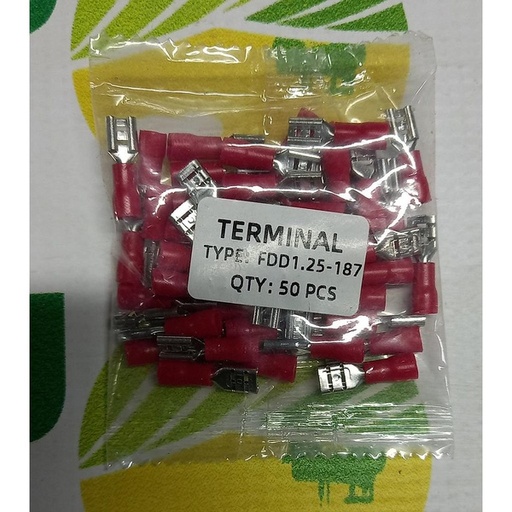 TERMINAL
TYPE: FDD1.25-187
QTY: 50 PCS